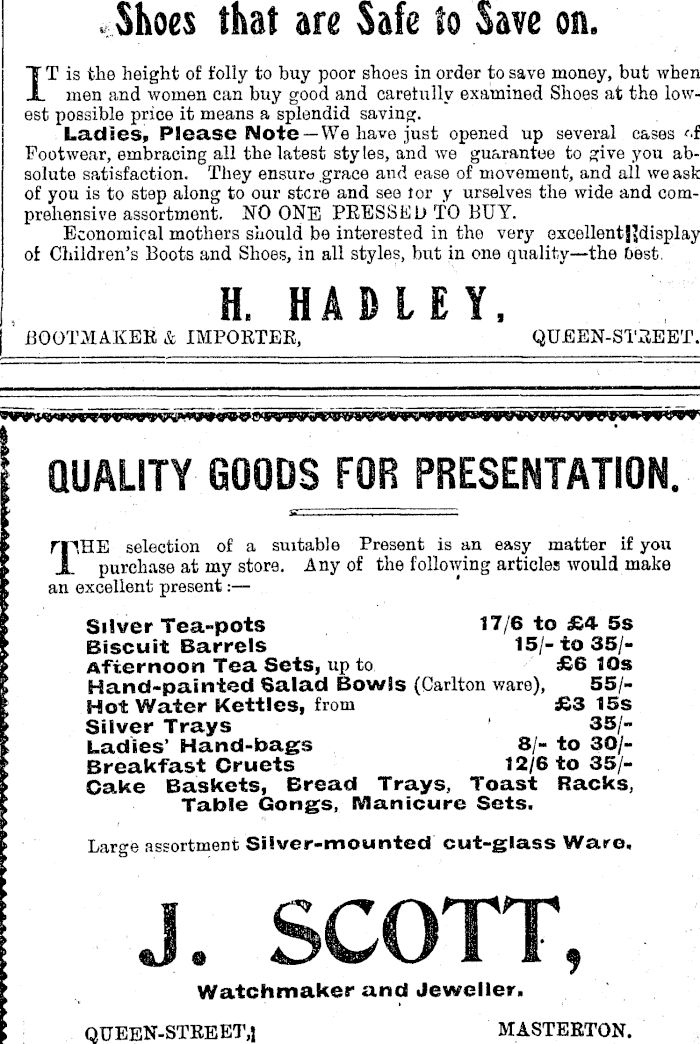 Shoes that are Safe to Save on.
IT is the height of folly to buy poor shoes in order to save money, but when
men and women can buy good and carefully examined Shoes at the low-
est possible price it means a splendid saving.
Ladies, Please Note—We have just opened up several cases of
Footwear, embracing all the latest styles, and we guarantee to give you ab-
solute satisfaction. They ensure grace and ease of movement, and all we ask
of you is to step along to our store and see for y urselves the wide and com-
prehensive assortment. NO ONE PRESSED TO BUY.
Economical mothers should be interested in the very excellent display
of Children's Boots and Shoes, in all styles, but in one quality—the best.
H. HADLEY,
BOOTMAKER & IMPORTER, QUEEN-STREET.
QUALITY GOODS FOR PRESENTATION.
THE selection of a suitable Present is an easy matter if you
purchase at my store. Any of the following articles would make
an excellent present :—
Silver Tea-pots 17/6 to £4 5s
Biscuit Barrels 15/- to 35/-
Afternoon Tea Sets, up to £6 10s
Hand-painted Salad Bowls (Carlton ware), 55/-
Hot Water Kettles, from £3 15s
Silver Trays 35/-
Ladies' Hand-bags 8/- to 30/-
Breakfast Cruets 12/6 to 35/-
Cake Baskets, Bread Trays, Toast Racks,
Table Gongs, Manicure Sets.
Large assortment Silver-mounted cut-glass Ware.
J. SCOTT,
Watchmaker and Jeweller.
QUEEN-STREET, MASTERTON.